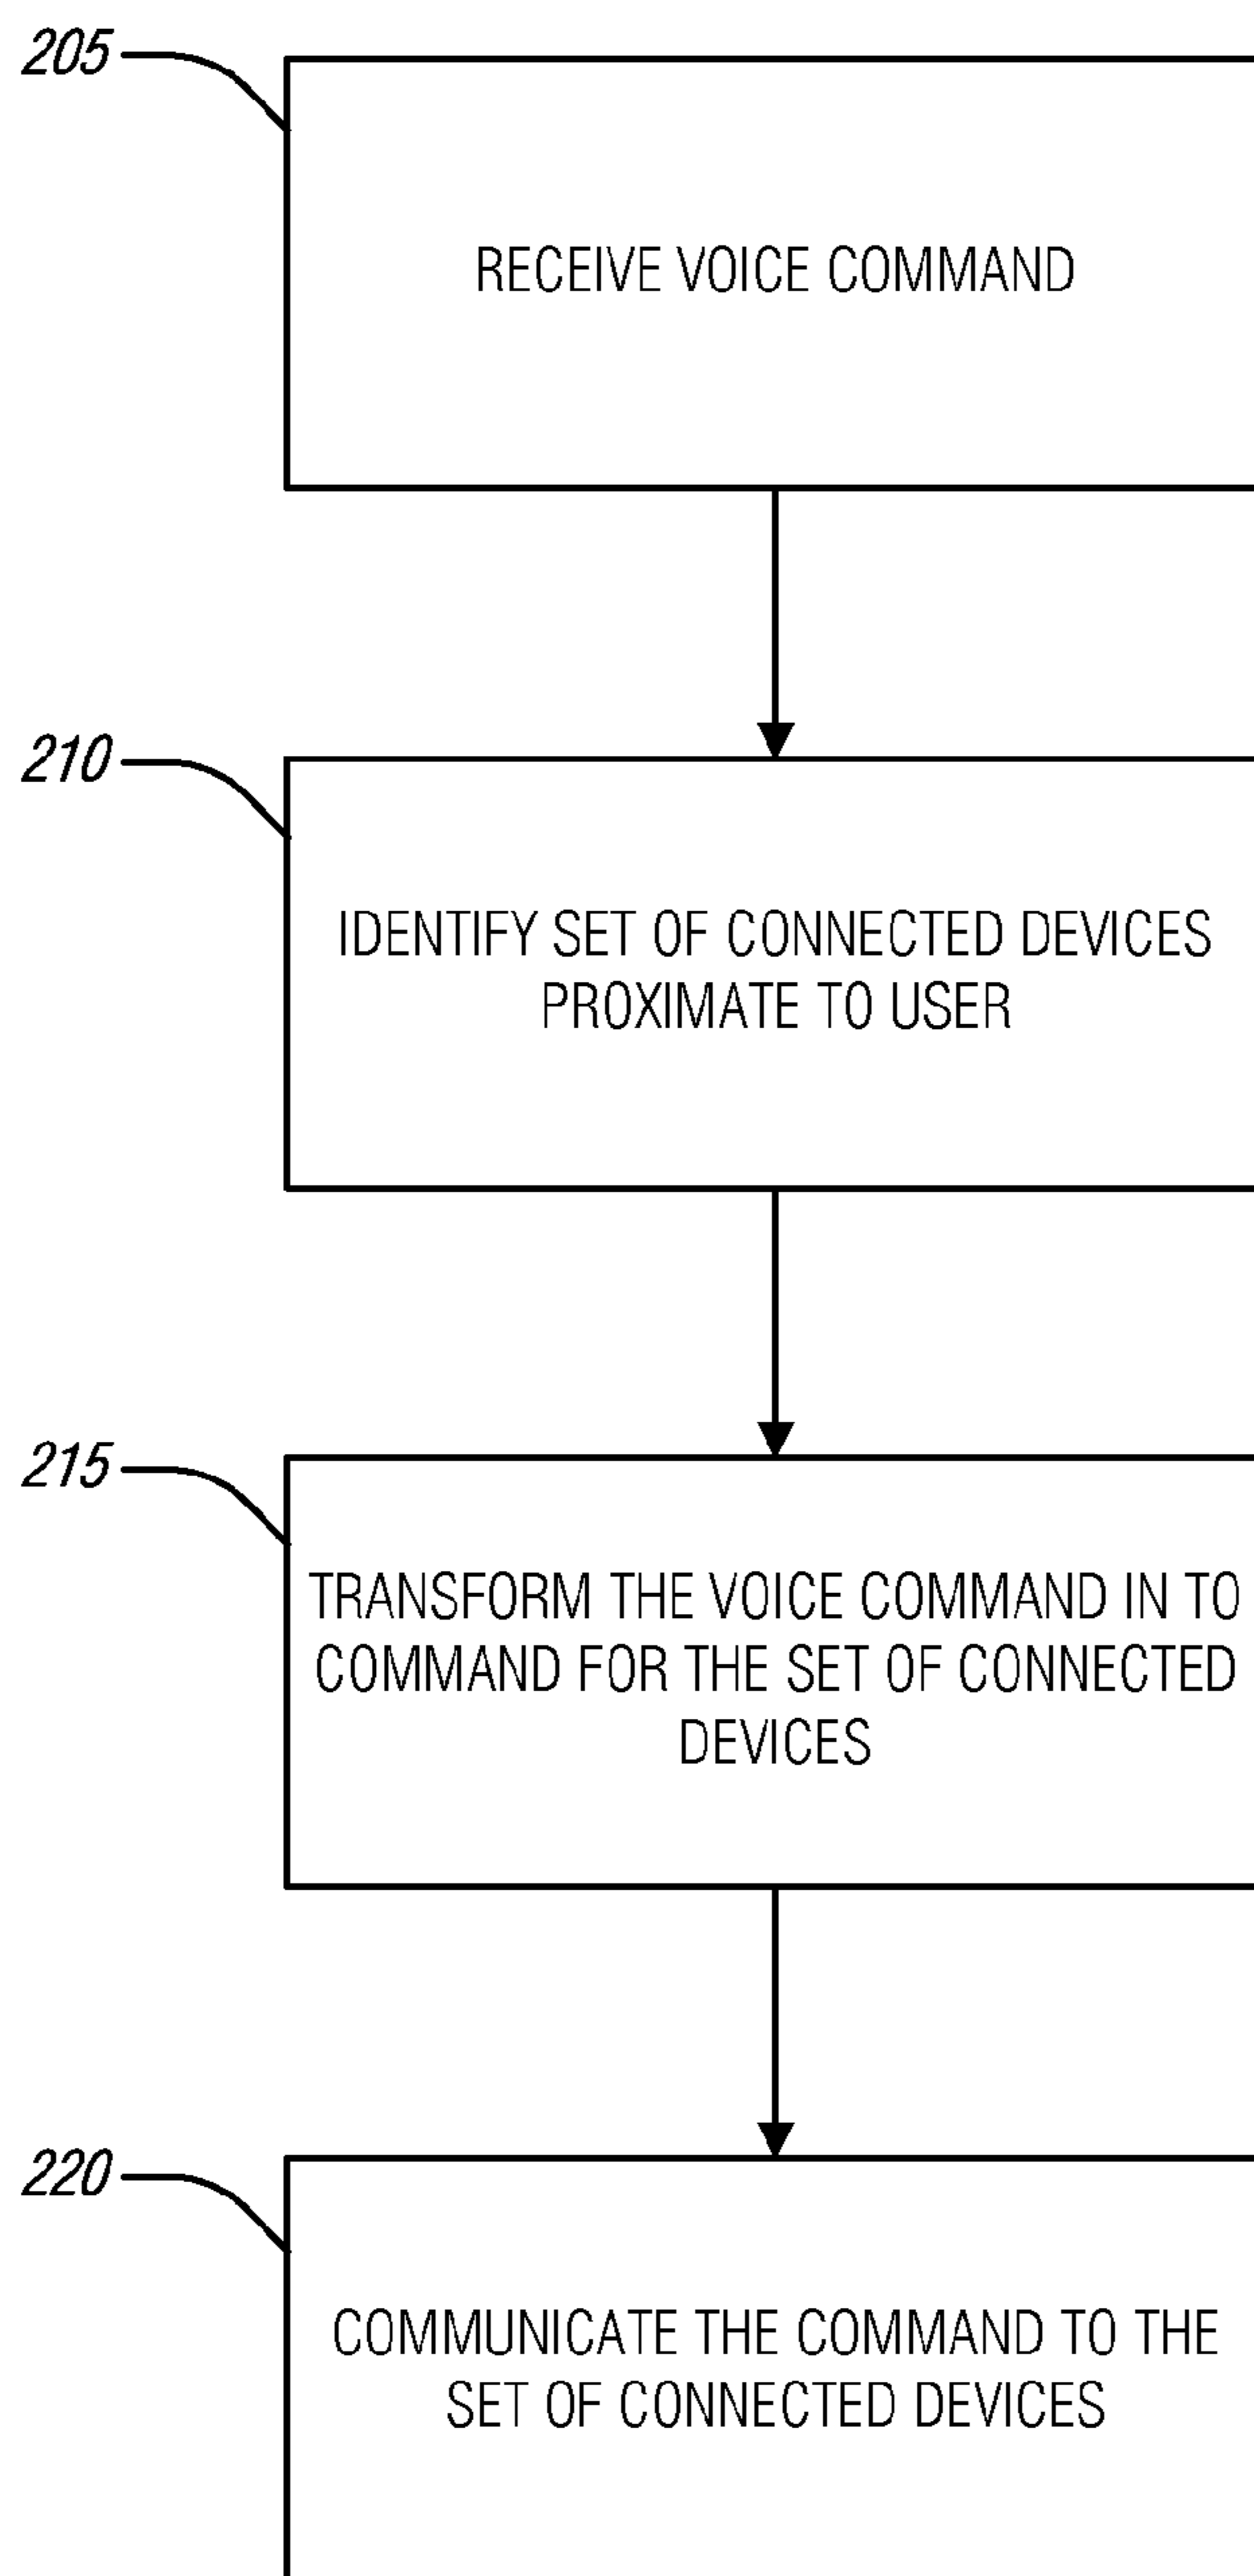 205
RECEIVE VOICE COMMAND
210
IDENTIFY SET OF CONNECTED DEVICES
PROXIMATE TO USER
215
TRANSFORM THE VOICE COMMAND IN TO
COMMAND FOR THE SET OF CONNECTED
DEVICES
220
COMMUNICATE THE COMMAND TO THE
SET OF CONNECTED DEVICES